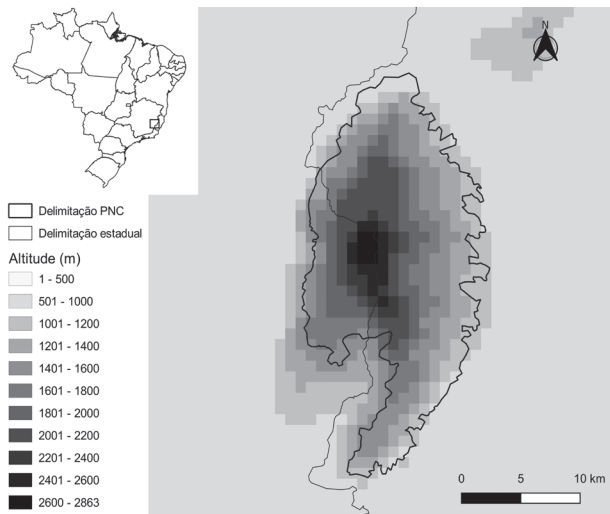 N
Delimitação PNC
Delimitação estadual
Altitude (m)
1 - 500
501 - 1000
1001 - 1200
1201 - 1400
1401 - 1600
1601 - 1800
1801 - 2000
2001 - 2200
2201 - 2400
2401 - 2600
2600 - 2863
0 5 10 km